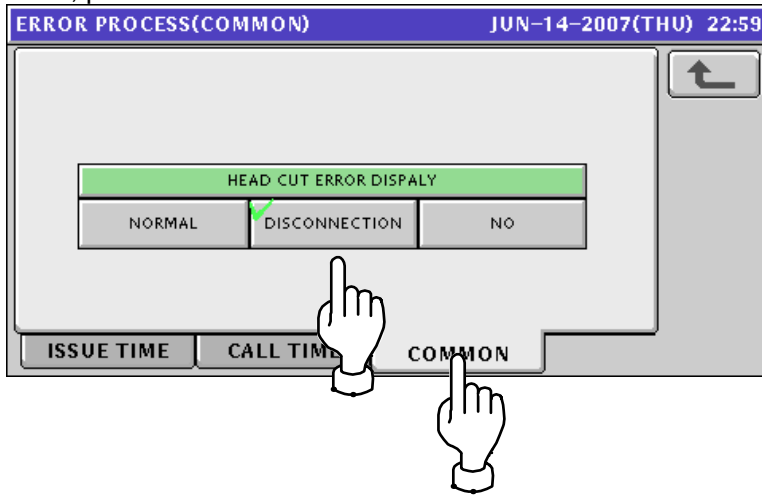 ERROR PROCESS(COMMON) JUN-14-2007(THU) 22:59
HEAD CUT ERROR DISPALY
NORMAL DISCONNECTION NO
ISSUE TIME CALL TIME COMMON